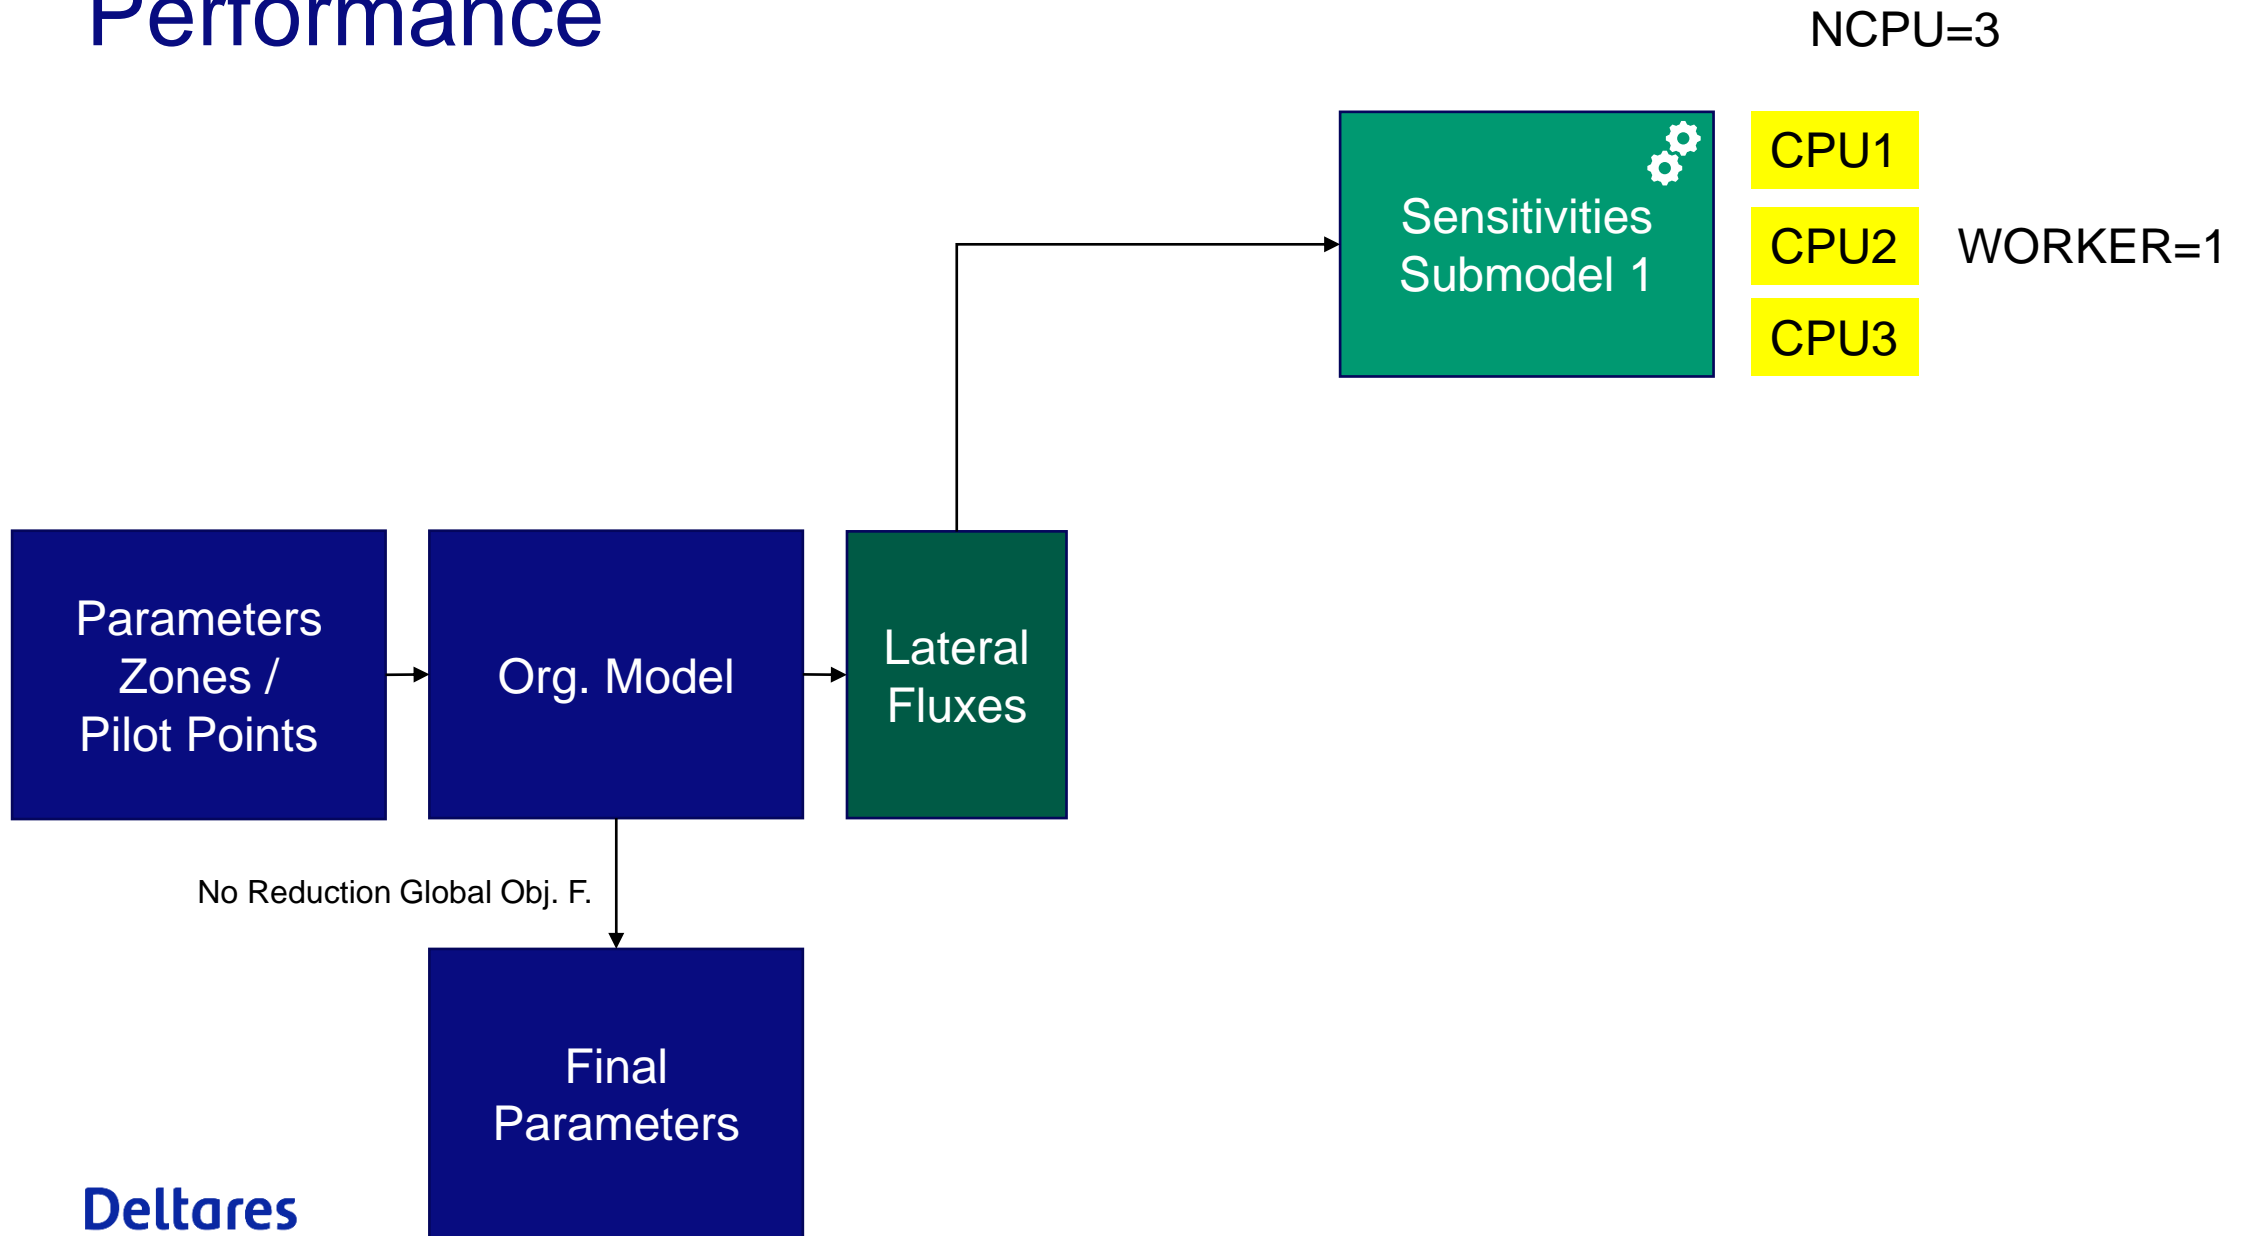 Performance
NCPU=3
CPU1
Sensitivities
Submodel 1
CPU2
WORKER=1
CPU3
Parameters
Zones /
Pilot Points
Org. Model
Lateral
Fluxes
No Reduction Global Obj. F.
Final
Parameters
Deltares